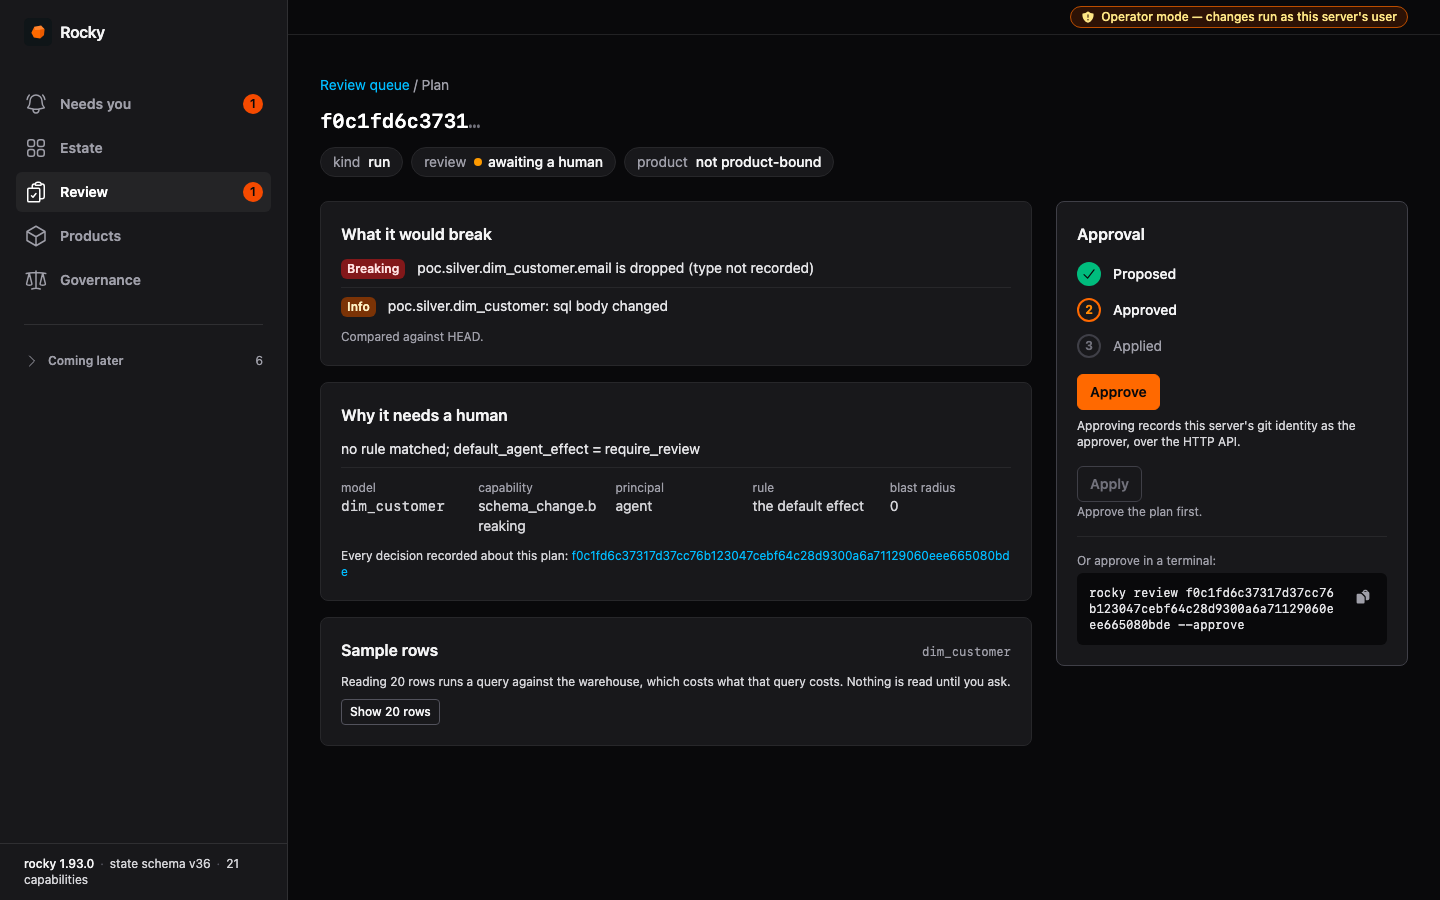 Rocky
Operator mode — changes run as this server's user
Needs you 1
Estate
Review 1
Products
Governance
Coming later 6
rocky 1.93.0 · state schema v36 · 21
capabilities
Review queue / Plan
f0c1fd6c3731…
kind run
review awaiting a human
product not product-bound
What it would break
Breaking poc.silver.dim_customer.email is dropped (type not recorded)
Info poc.silver.dim_customer: sql body changed
Compared against HEAD.
Why it needs a human
no rule matched; default_agent_effect = require_review
model capability principal rule blast radius
dim_customer schema_change.b agent the default effect 0
reaking
Every decision recorded about this plan: f0c1fd6c37317d37cc76b123047cebf64c28d9300a6a71129060eee665080bd
e
Sample rows dim_customer
Reading 20 rows runs a query against the warehouse, which costs what that query costs. Nothing is read until you ask.
Show 20 rows
Approval
Proposed
2 Approved
3 Applied
Approve
Approving records this server's git identity as the
approver, over the HTTP API.
Apply
Approve the plan first.
Or approve in a terminal:
rocky review f0c1fd6c37317d37cc76
b123047cebf64c28d9300a6a71129060e
ee665080bde --approve